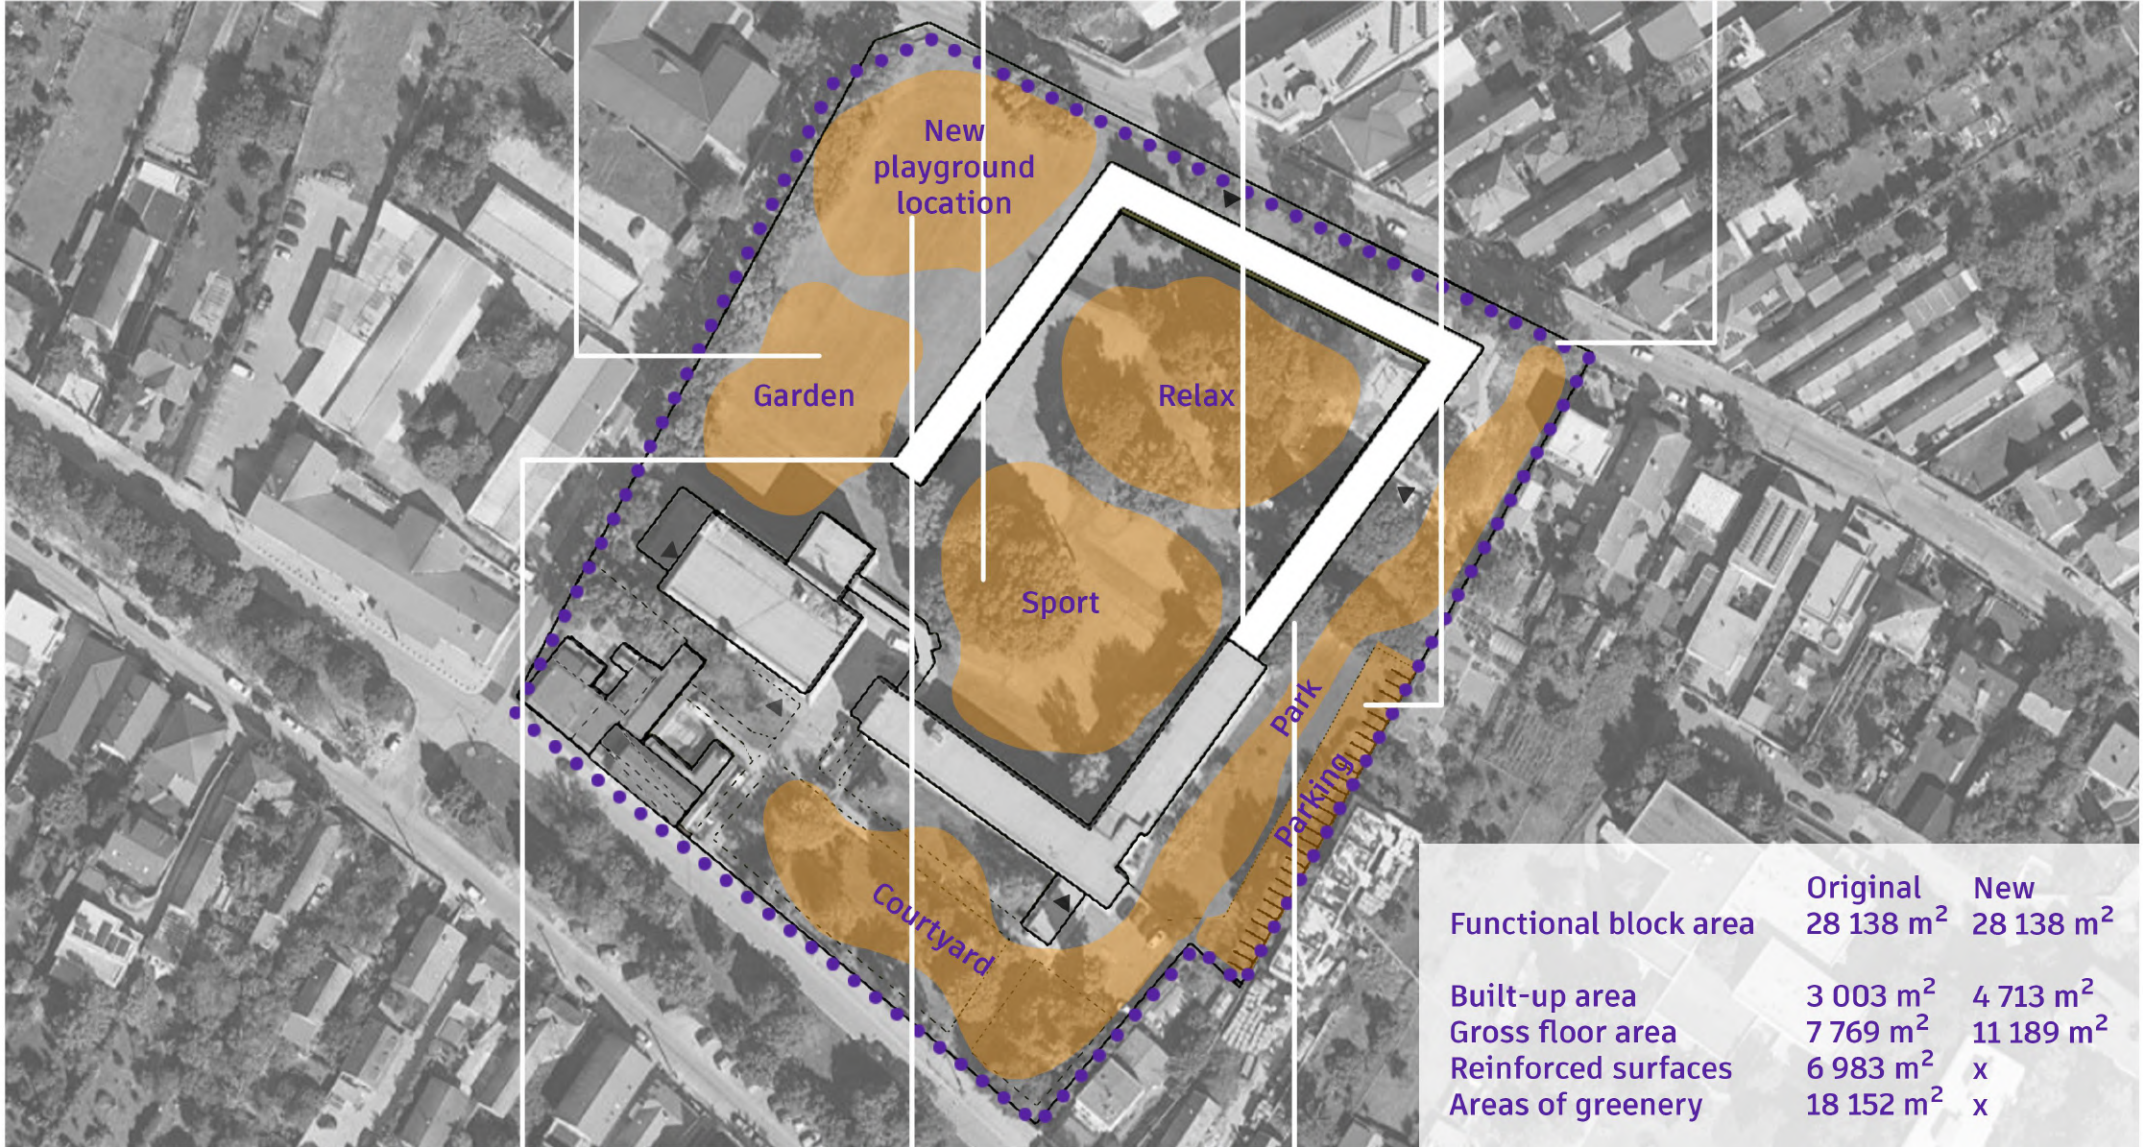 New
playground
location
Garden
Relax
Sport
Park
Parking
Courtyard
Original New
Functional block area 28 138 m² 28 138 m²
Built-up area 3 003 m² 4 713 m²
Gross floor area 7 769 m² 11 189 m²
Reinforced surfaces 6 983 m² x
Areas of greenery 18 152 m² x